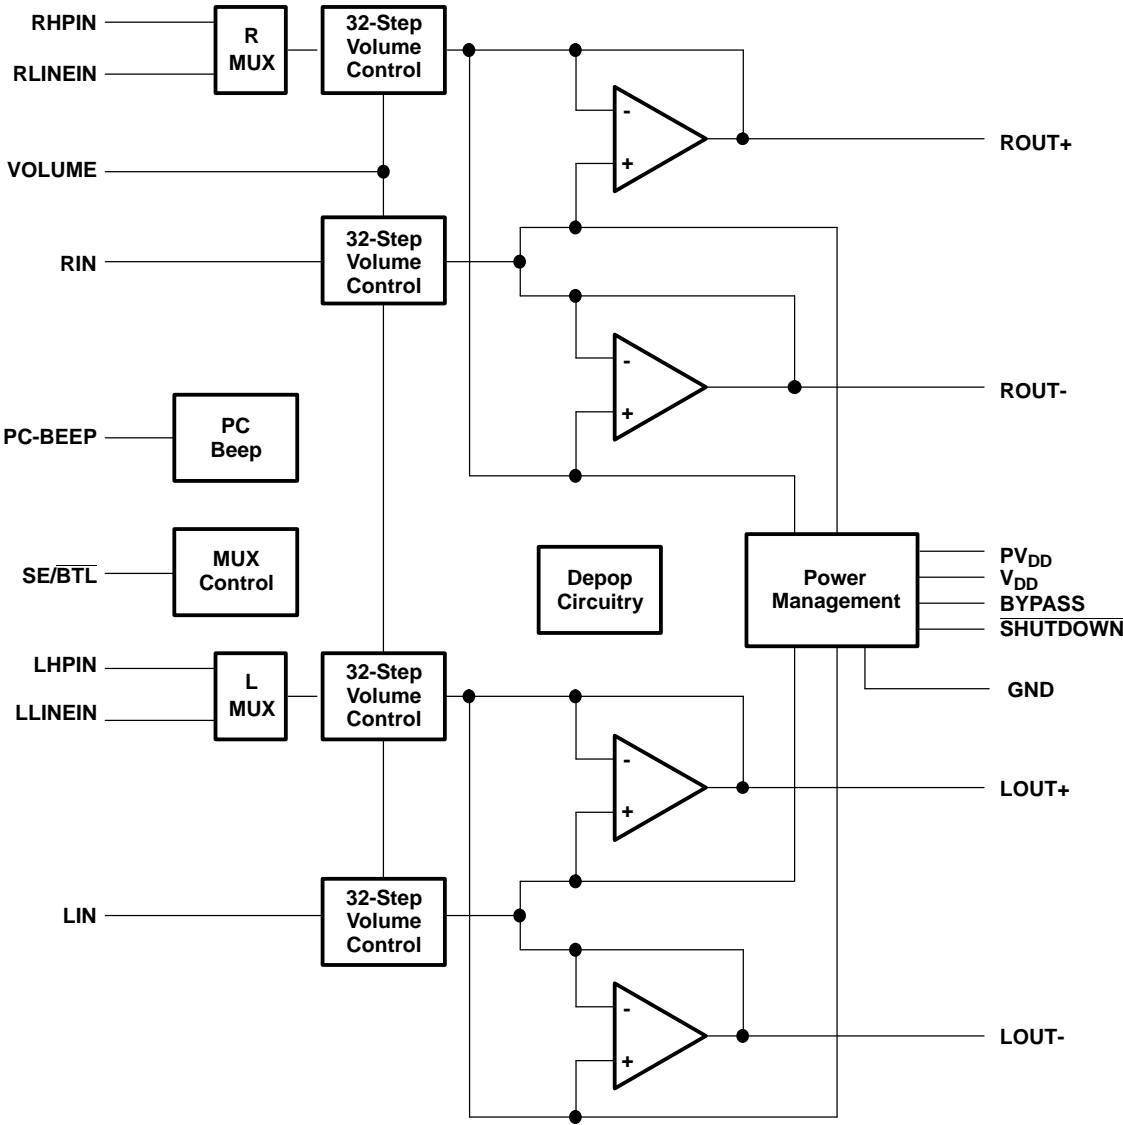 RHPIN
RLINEIN
R
MUX
32-Step
Volume
Control
-
+
ROUT+
VOLUME
RIN
32-Step
Volume
Control
-
+
ROUT-
PC-BEEP
PC
Beep
SE/B̅T̅L̅
MUX
Control
Depop
Circuitry
Power
Management
PVDD
VDD
BYPASS
S̅H̅U̅T̅D̅O̅W̅N̅
GND
LHPIN
LLINEIN
L
MUX
32-Step
Volume
Control
-
+
LOUT+
LIN
32-Step
Volume
Control
-
+
LOUT-